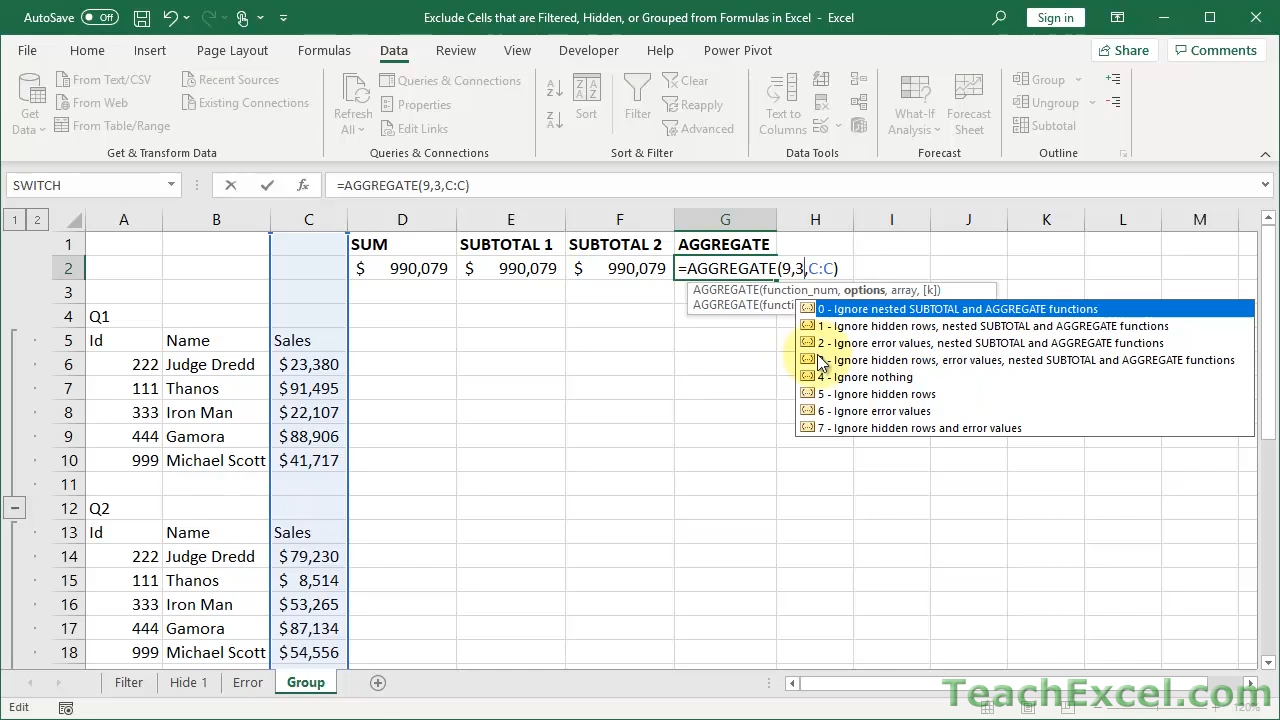 AutoSave Off Exclude Cells that are Filtered, Hidden, or Grouped from Formulas in Excel - Excel Sign in
File Home Insert Page Layout Formulas Data Review View Developer Help Power Pivot Share Comments
Get Data From Text/CSV From Web From Table/Range Recent Sources Existing Connections
Get & Transform Data
Refresh All Queries & Connections Properties Edit Links
Queries & Connections
Sort Filter Clear Reapply Advanced
Sort & Filter
Text to Columns
Data Tools
What-If Analysis Forecast Sheet
Forecast
Group Ungroup Subtotal
Outline
SWITCH =AGGREGATE(9,3,C:C)
1 2 A B C D E F G H I J K L M
1 SUM SUBTOTAL 1 SUBTOTAL 2 AGGREGATE
2 $ 990,079 $ 990,079 $ 990,079 =AGGREGATE(9,3,C:C)
3 AGGREGATE(function_num, options, array, [k])
AGGREGATE(functi
0 - Ignore nested SUBTOTAL and AGGREGATE functions
1 - Ignore hidden rows, nested SUBTOTAL and AGGREGATE functions
2 - Ignore error values, nested SUBTOTAL and AGGREGATE functions
- Ignore hidden rows, error values, nested SUBTOTAL and AGGREGATE functions
4 - Ignore nothing
5 - Ignore hidden rows
6 - Ignore error values
7 - Ignore hidden rows and error values
4 Q1
5 Id Name Sales
6 222 Judge Dredd $23,380
7 111 Thanos $91,495
8 333 Iron Man $22,107
9 444 Gamora $88,906
10 999 Michael Scott $41,717
11
12 Q2
13 Id Name Sales
14 222 Judge Dredd $79,230
15 111 Thanos $ 8,514
16 333 Iron Man $53,265
17 444 Gamora $87,134
18 999 Michael Scott $54,556
Filter Hide 1 Error Group
Edit 120%
TeachExcel.com